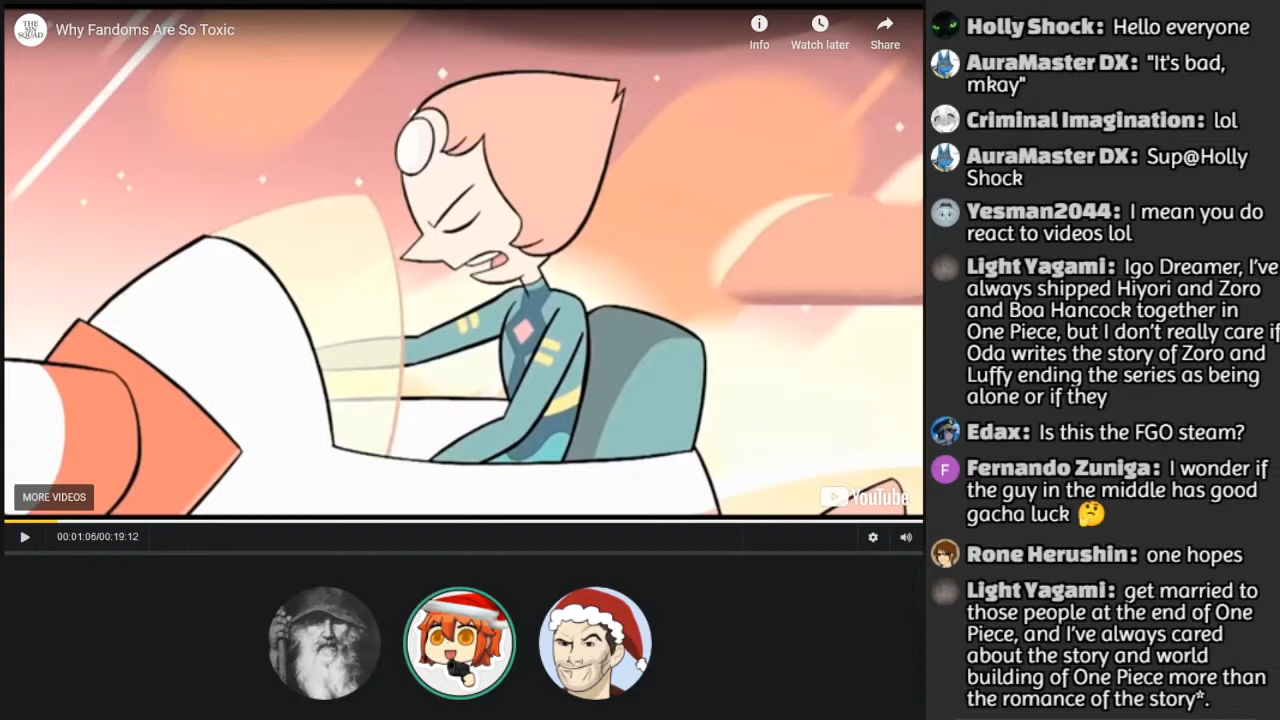 THE
SIN
SQUAD
Why Fandoms Are So Toxic
Info
Watch later
Share
MORE VIDEOS
YouTube
00:01:06/00:19:12
Holly Shock: Hello everyone
AuraMaster DX: "It's bad,
mkay"
Criminal Imagination: lol
AuraMaster DX: Sup@Holly
Shock
Yesman2044: I mean you do
react to videos lol
Light Yagami: Igo Dreamer, I've
always shipped Hiyori and Zoro
and Boa Hancock together in
One Piece, but I don't really care if
Oda writes the story of Zoro and
Luffy ending the series as being
alone or if they
Edax: Is this the FGO steam?
F
Fernando Zuniga: I wonder if
the guy in the middle has good
gacha luck 🤔
Rone Herushin: one hopes
Light Yagami: get married to
those people at the end of One
Piece, and I've always cared
about the story and world
building of One Piece more than
the romance of the story*.